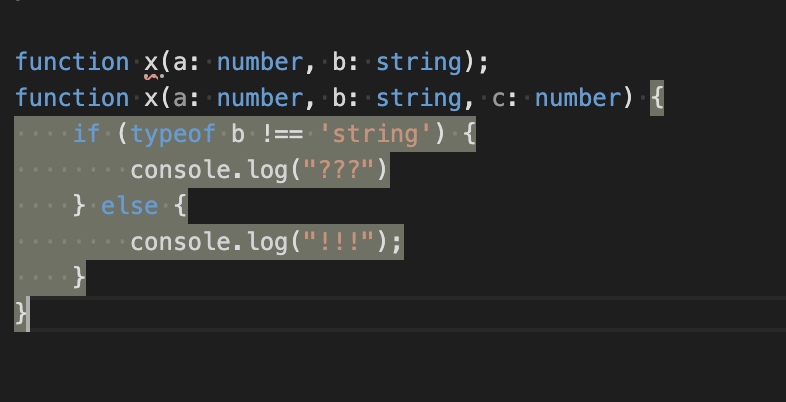 function x(a: number, b: string);
function x(a: number, b: string, c: number) {
    if (typeof b !== 'string') {
        console.log("???")
    } else {
        console.log("!!!");
    }
}